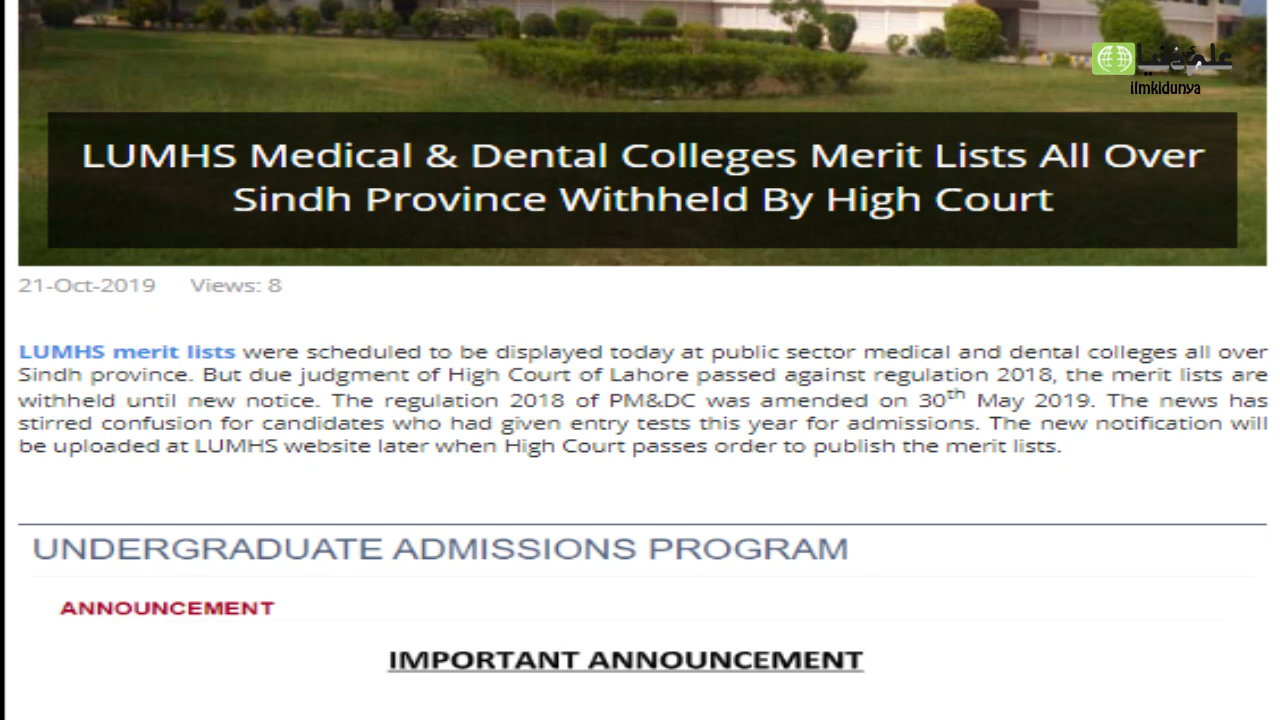 علم کی دنیا
ilmkidunya
LUMHS Medical & Dental Colleges Merit Lists All Over
Sindh Province Withheld By High Court
21-Oct-2019 Views: 8
LUMHS merit lists were scheduled to be displayed today at public sector medical and dental colleges all over
Sindh province. But due judgment of High Court of Lahore passed against regulation 2018, the merit lists are
withheld until new notice. The regulation 2018 of PM&DC was amended on 30th May 2019. The news has
stirred confusion for candidates who had given entry tests this year for admissions. The new notification will
be uploaded at LUMHS website later when High Court passes order to publish the merit lists.
UNDERGRADUATE ADMISSIONS PROGRAM
ANNOUNCEMENT
IMPORTANT ANNOUNCEMENT